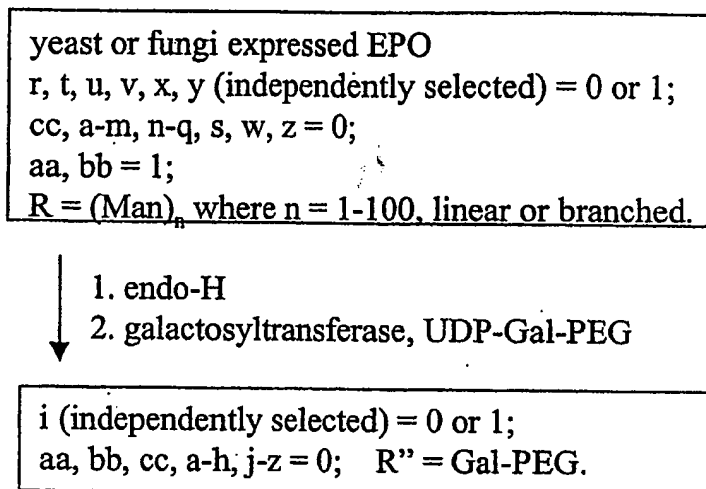 yeast or fungi expressed EPO
r, t, u, v, x, y (independently selected) = 0 or 1;
cc, a-m, n-q, s, w, z = 0;
aa, bb = 1;
R = (Man)n where n = 1-100, linear or branched.
1. endo-H
2. galactosyltransferase, UDP-Gal-PEG
i (independently selected) = 0 or 1;
aa, bb, cc, a-h, j-z = 0; R” = Gal-PEG.